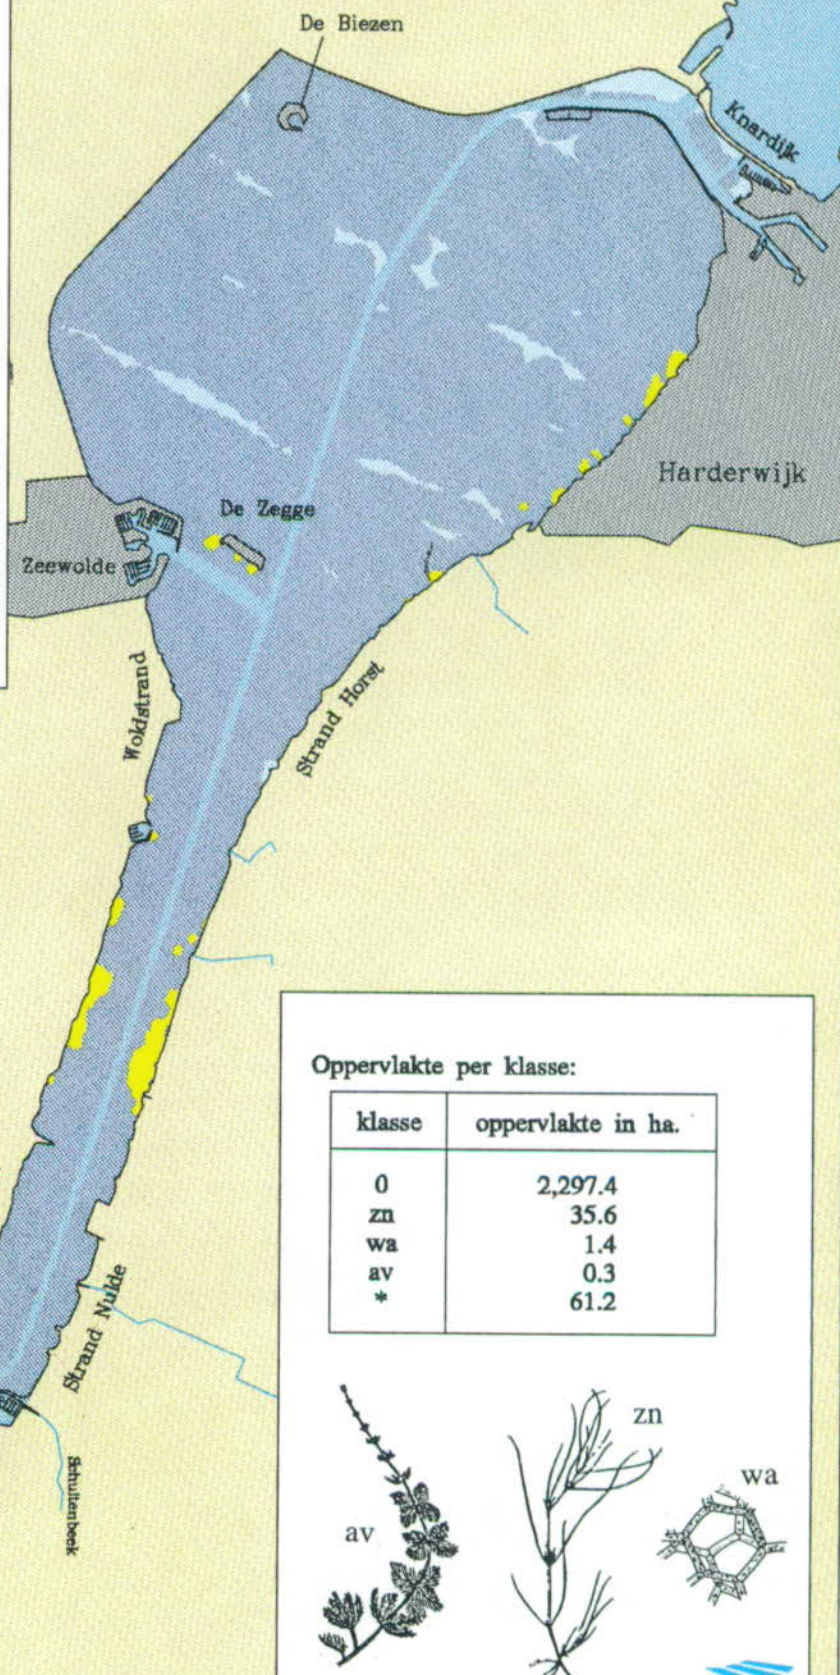 De Biezen
Knardijk
Harderwijk
De Zegge
Zeewolde
Woldstrand
Strand Horst
Strand Nulde
Schuitenbeek
Oppervlakte per klasse:
klasse oppervlakte in ha.
0 2,297.4
zn 35.6
wa 1.4
av 0.3
* 61.2
zn
wa
av